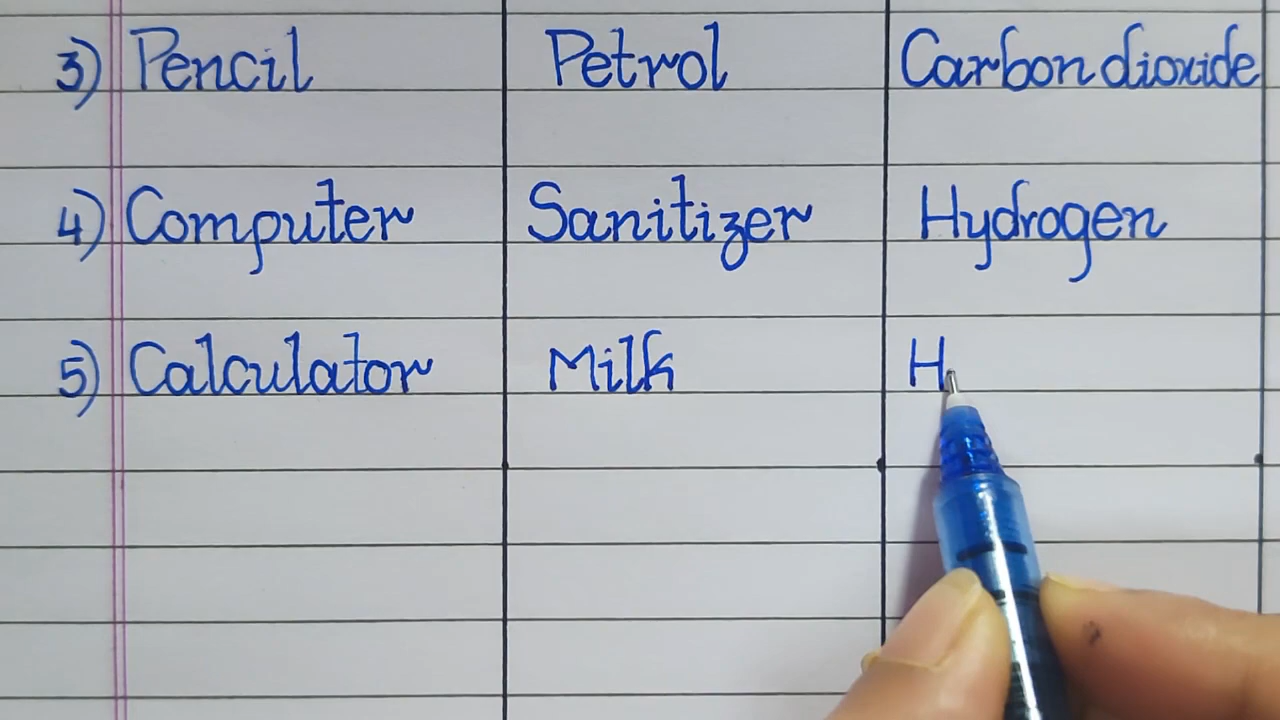 3) Pencil Petrol Carbon dioxide
4) Computer Sanitizer Hydrogen
5) Calculator Milk H